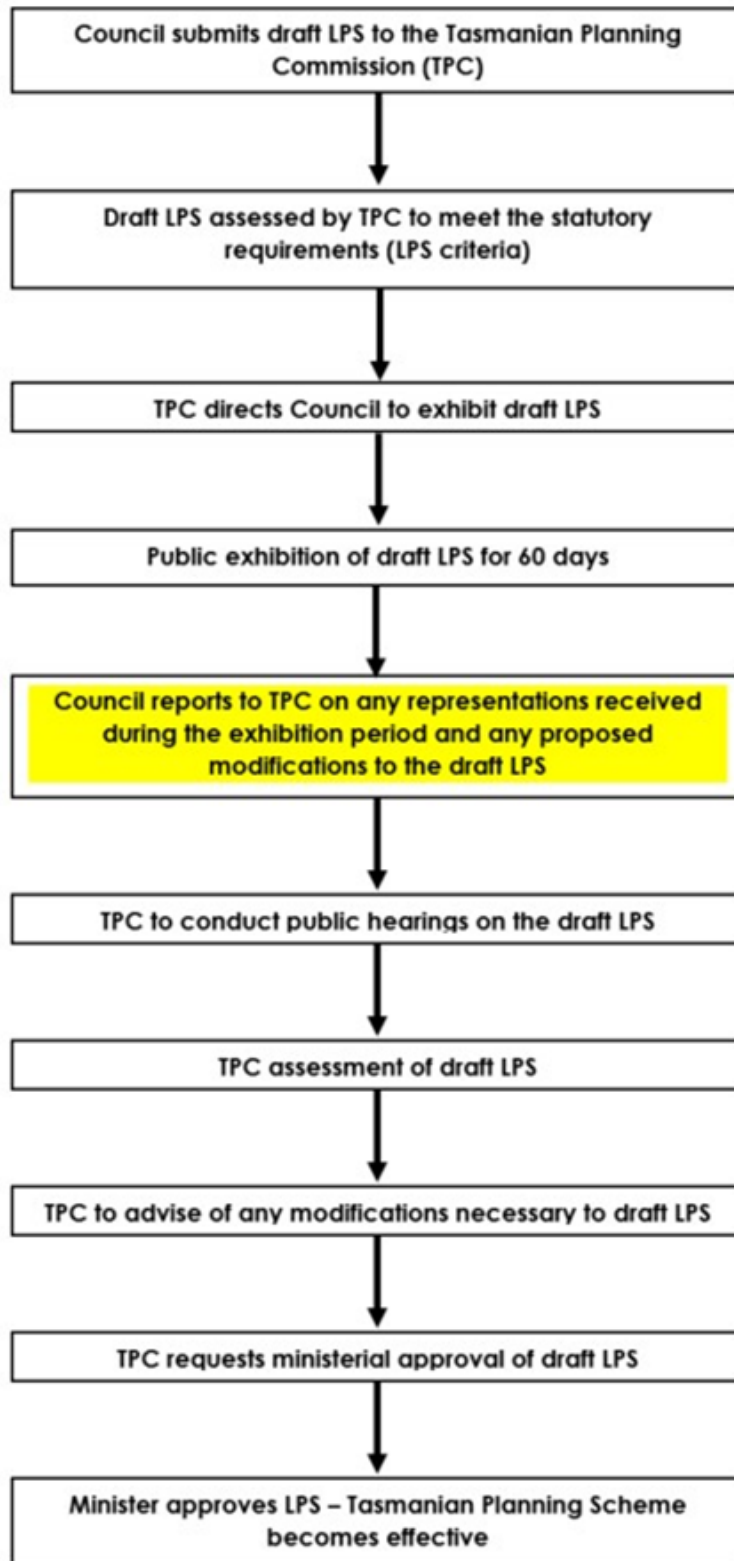 Council submits draft LPS to the Tasmanian Planning
Commission (TPC)
Draft LPS assessed by TPC to meet the statutory
requirements (LPS criteria)
TPC directs Council to exhibit draft LPS
Public exhibition of draft LPS for 60 days
Council reports to TPC on any representations received
during the exhibition period and any proposed
modifications to the draft LPS
TPC to conduct public hearings on the draft LPS
TPC assessment of draft LPS
TPC to advise of any modifications necessary to draft LPS
TPC requests ministerial approval of draft LPS
Minister approves LPS – Tasmanian Planning Scheme
becomes effective